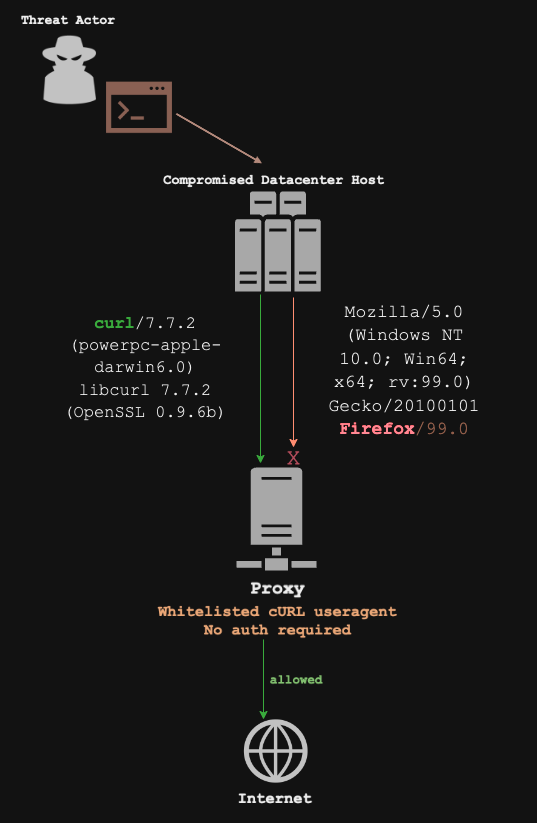 Threat Actor
Compromised Datacenter Host
curl/7.7.2
(powerpc-apple-
darwin6.0)
libcurl 7.7.2
(OpenSSL 0.9.6b)
Mozilla/5.0
(Windows NT
10.0; Win64;
x64; rv:99.0)
Gecko/20100101
Firefox/99.0
X
Proxy
Whitelisted cURL useragent
No auth required
allowed
Internet